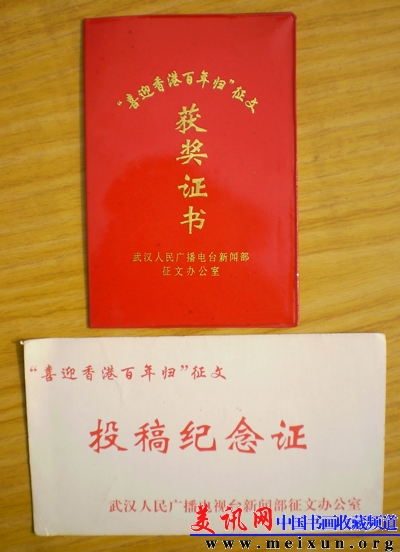 “喜迎香港百年归”征文
获奖证书
武汉人民广播电台新闻部
征文办公室
“喜迎香港百年归”征文
投稿纪念证
武汉人民广播电视台新闻部征文办公室
美讯网 中国书画收藏频道
www.meixun.org